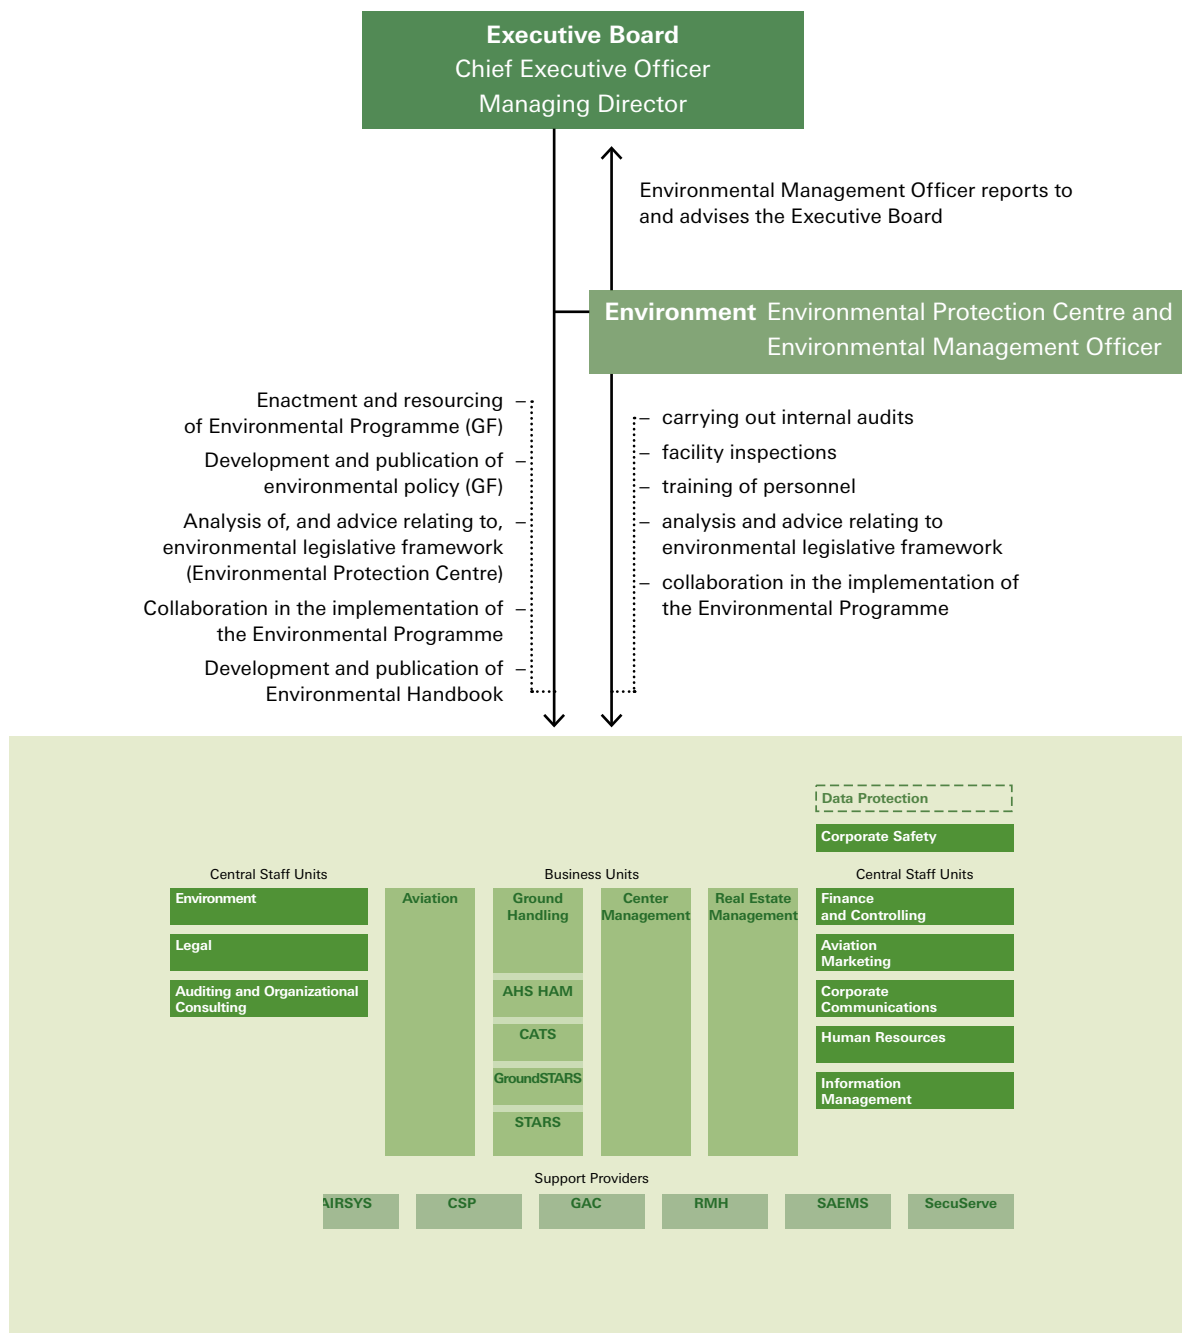 Executive Board
Chief Executive Officer
Managing Director
Environmental Management Officer reports to
and advises the Executive Board
Environment Environmental Protection Centre and
Environmental Management Officer
Enactment and resourcing –
of Environmental Programme (GF)
Development and publication of –
environmental policy (GF)
Analysis of, and advice relating to, –
environmental legislative framework
(Environmental Protection Centre)
Collaboration in the implementation of –
the Environmental Programme
Development and publication of –
Environmental Handbook
– carrying out internal audits
– facility inspections
– training of personnel
– analysis and advice relating to
environmental legislative framework
– collaboration in the implementation of
the Environmental Programme
Data Protection
Corporate Safety
Central Staff Units
Environment
Legal
Auditing and Organizational
Consulting
Business Units
Aviation
Ground
Handling
AHS HAM
CATS
GroundSTARS
STARS
Center
Management
Real Estate
Management
Central Staff Units
Finance
and Controlling
Aviation
Marketing
Corporate
Communications
Human Resources
Information
Management
Support Providers
AIRSYS
CSP
GAC
RMH
SAEMS
SecuServe